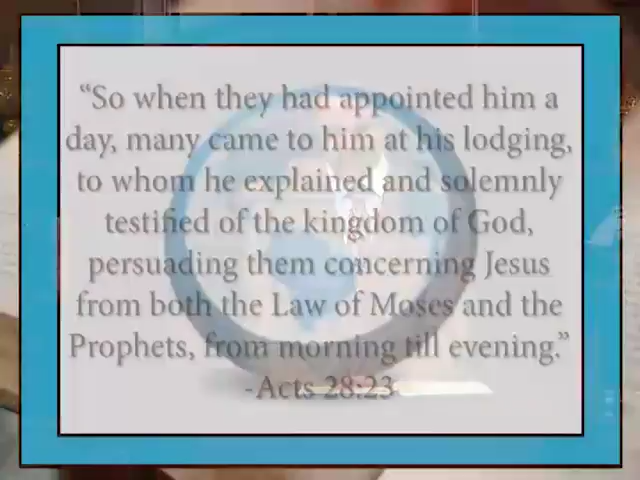 “So when they had appointed him a
day, many came to him at his lodging,
to whom he explained and solemnly
testified of the kingdom of God,
persuading them concerning Jesus
from both the Law of Moses and the
Prophets, from morning till evening.”
-Acts 28:23